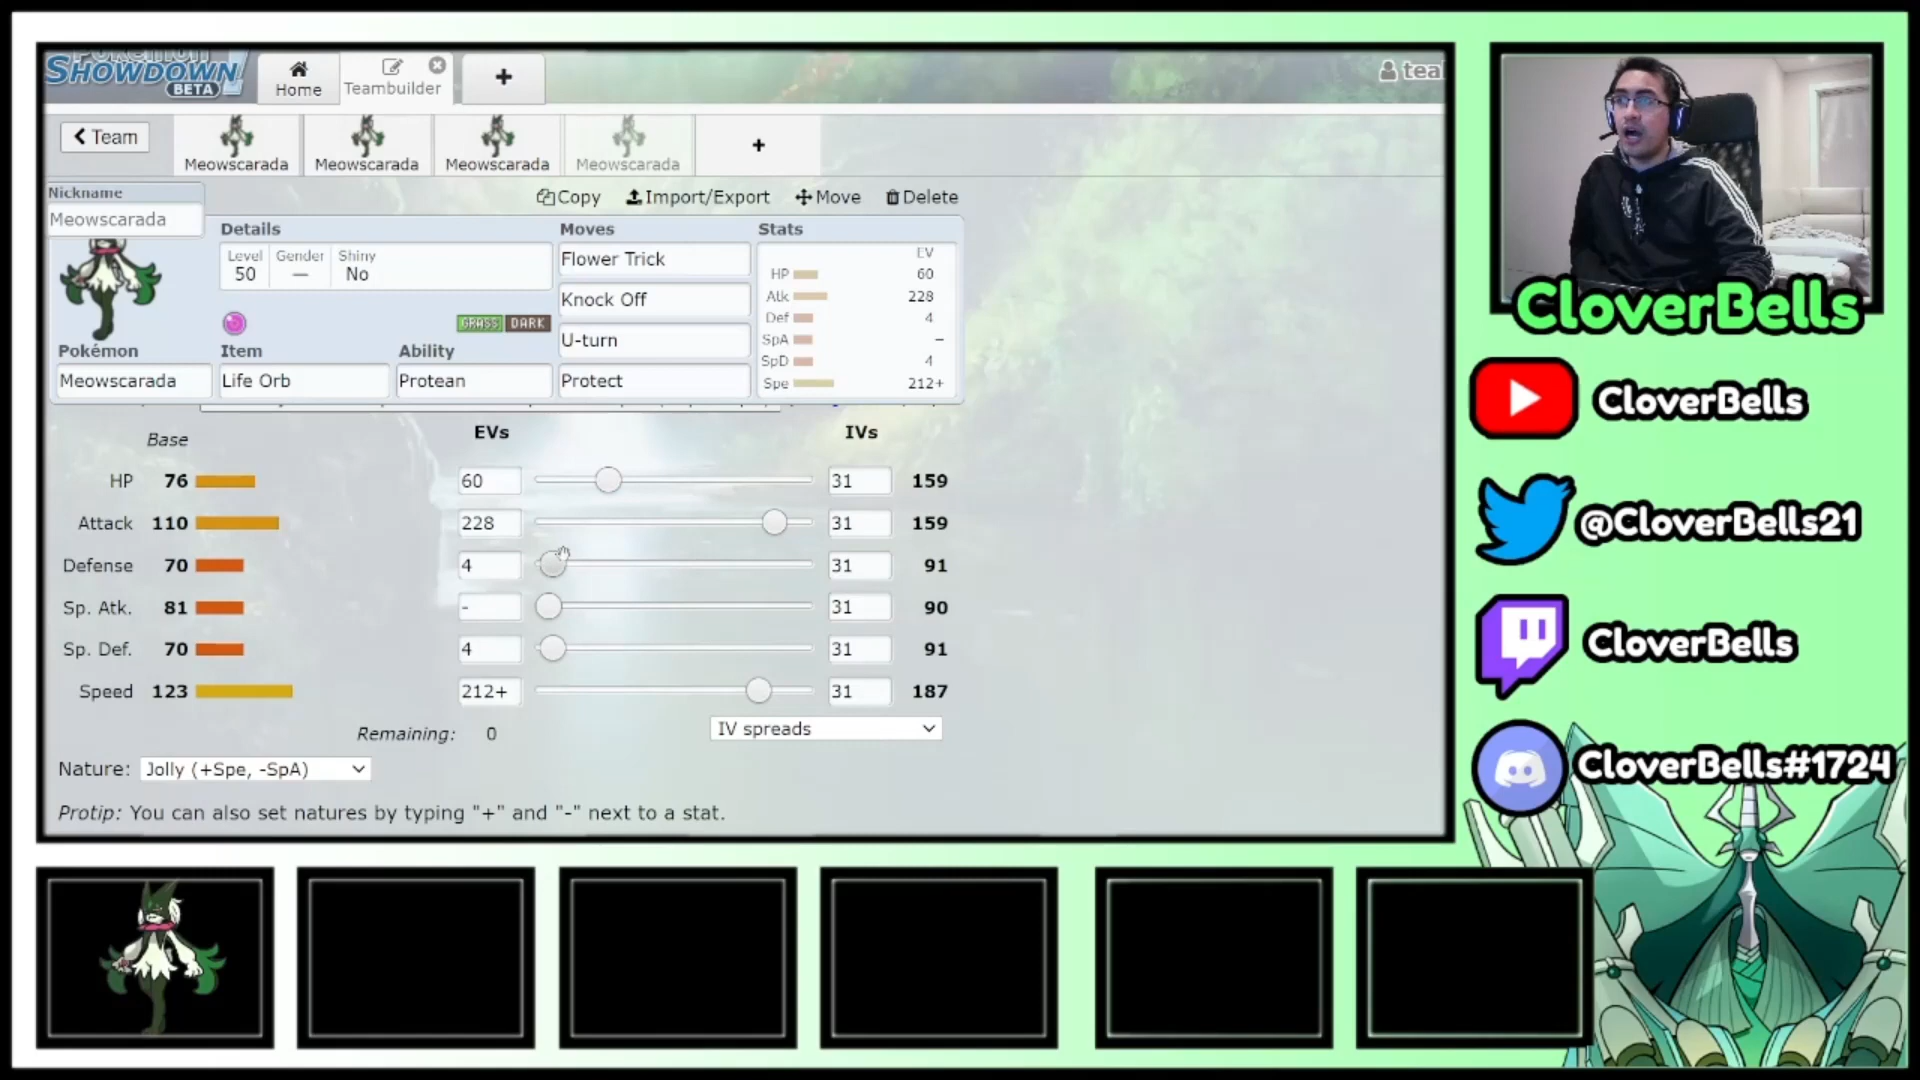 Pokémon
SHOWDOWN!
BETA
Home
Teambuilder
+
tea
Team
Meowscarada
Meowscarada
Meowscarada
Meowscarada
+
Copy
Import/Export
Move
Delete
Nickname
Meowscarada
Details
Level
50
Gender
—
Shiny
No
GRASS DARK
Pokémon
Meowscarada
Item
Life Orb
Ability
Protean
Moves
Flower Trick
Knock Off
U-turn
Protect
Stats
EV
HP 60
Atk 228
Def 4
SpA –
SpD 4
Spe 212+
Base EVs IVs
HP 76 60 31 159
Attack 110 228 31 159
Defense 70 4 31 91
Sp. Atk. 81 - 31 90
Sp. Def. 70 4 31 91
Speed 123 212+ 31 187
Remaining: 0
IV spreads
Nature: Jolly (+Spe, -SpA)
Protip: You can also set natures by typing "+" and "-" next to a stat.
CloverBells
CloverBells
@CloverBells21
CloverBells
CloverBells#1724